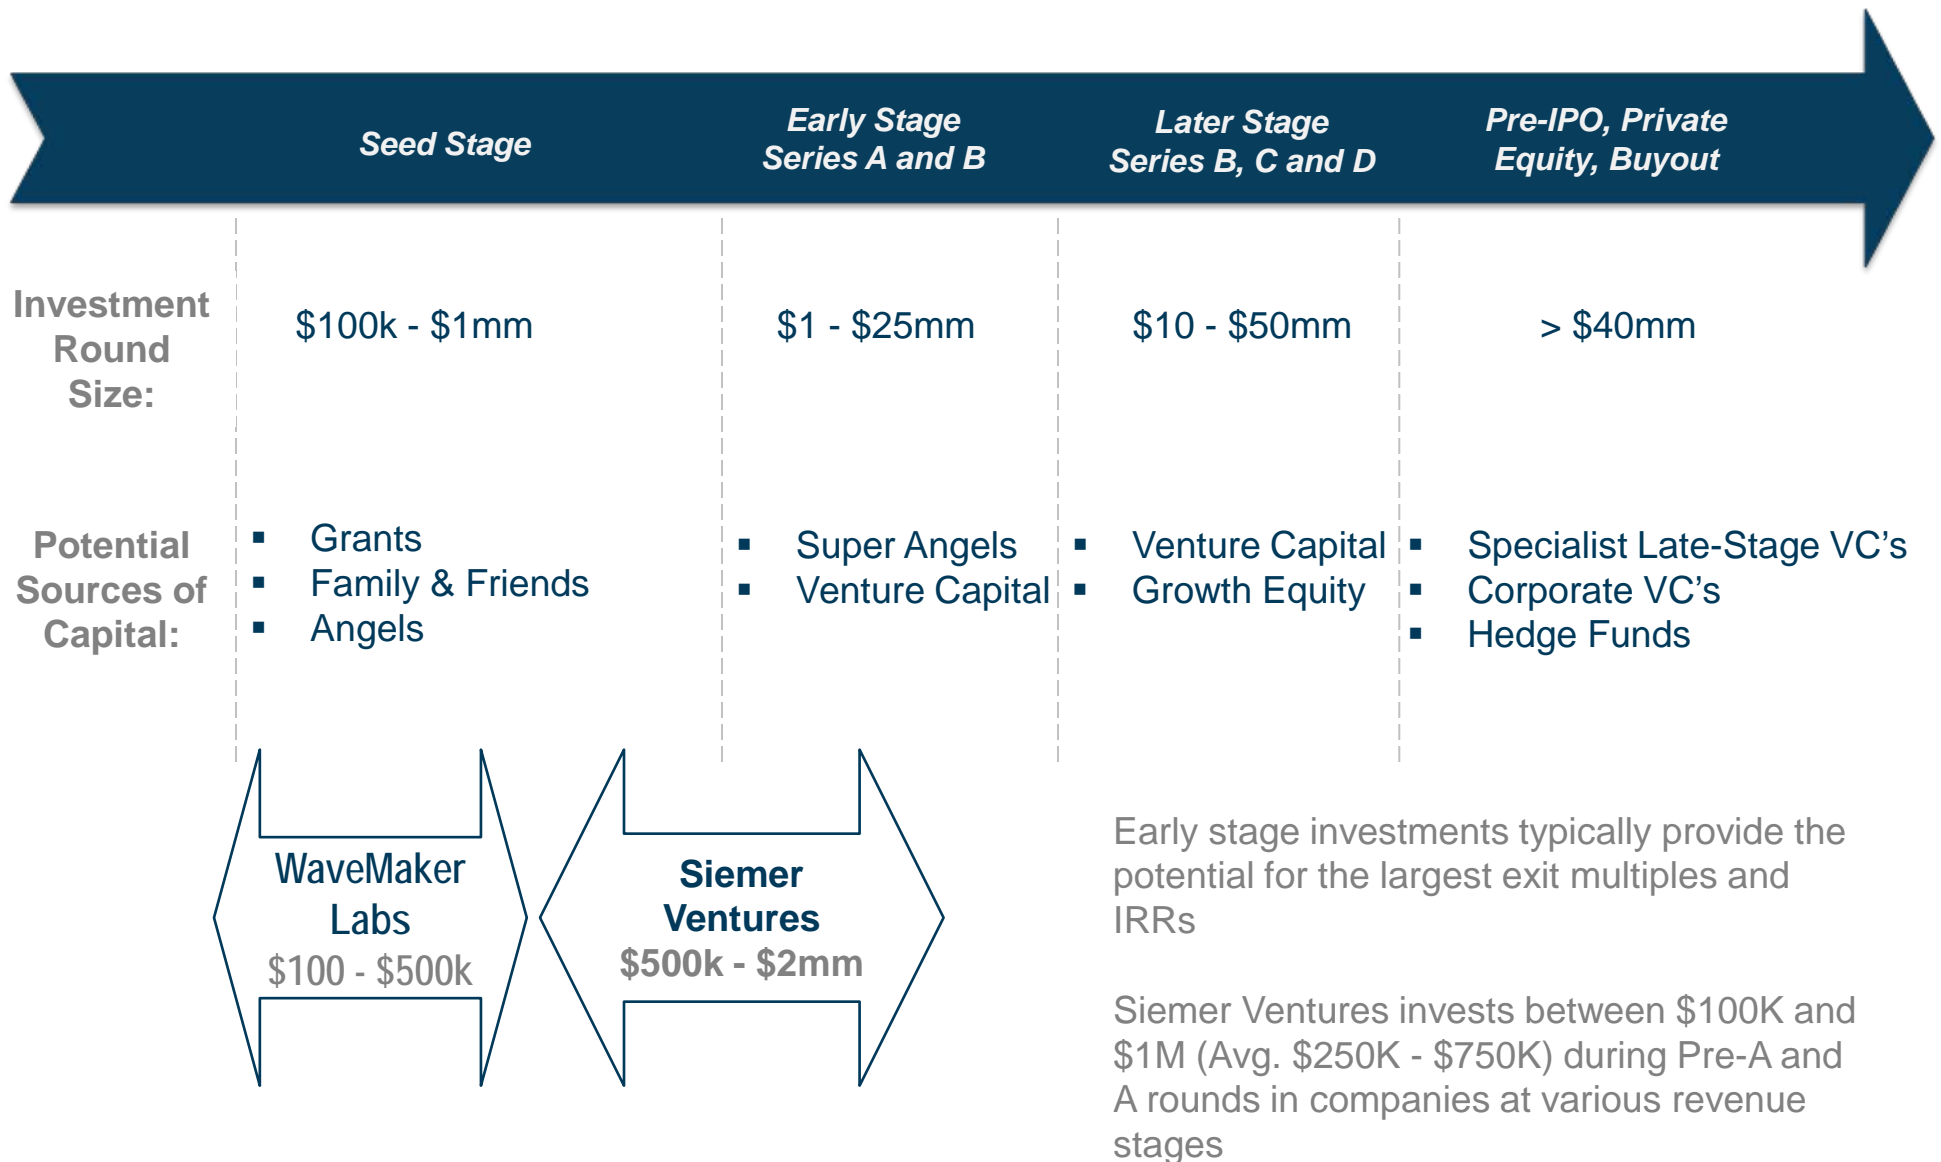 Seed Stage
Early Stage
Series A and B
Later Stage
Series B, C and D
Pre-IPO, Private
Equity, Buyout
Investment
Round
Size:
$100k - $1mm
$1 - $25mm
$10 - $50mm
> $40mm
Potential
Sources of
Capital:
▪ Grants
▪ Family & Friends
▪ Angels
▪ Super Angels
▪ Venture Capital
▪ Venture Capital
▪ Growth Equity
▪ Specialist Late-Stage VC’s
▪ Corporate VC’s
▪ Hedge Funds
WaveMaker
Labs
$100 - $500k
Siemer
Ventures
$500k - $2mm
Early stage investments typically provide the
potential for the largest exit multiples and
IRRs
Siemer Ventures invests between $100K and
$1M (Avg. $250K - $750K) during Pre-A and
A rounds in companies at various revenue
stages